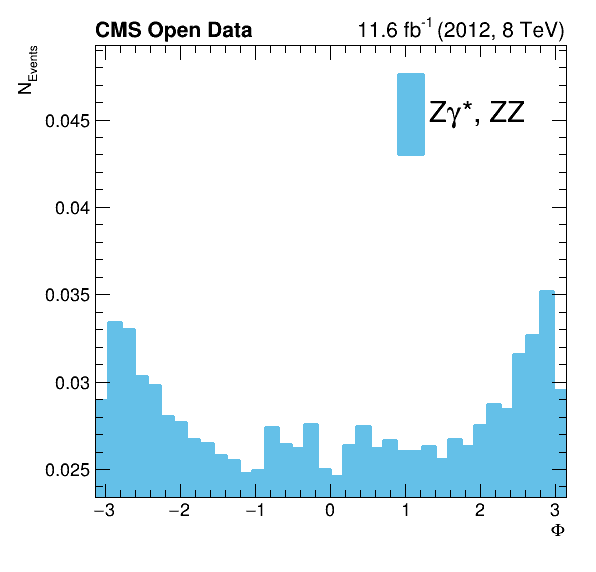 CMS Open Data 11.6 fb⁻¹ (2012, 8 TeV)
N_Events
Zγ*, ZZ
0.045
0.04
0.035
0.03
0.025
−3 −2 −1 0 1 2 3
Φ